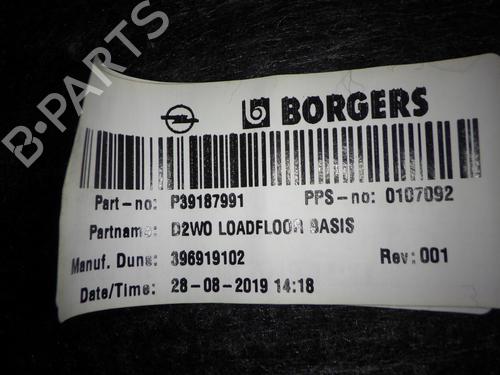 B-PARTS
BORGERS
Part-no: P39187991 PPS-no: 0107092
Partname: D2WO LOADFLOOR BASIS
Manuf. Duns: 396919102 Rev: 001
Date/Time: 28-08-2019 14:18